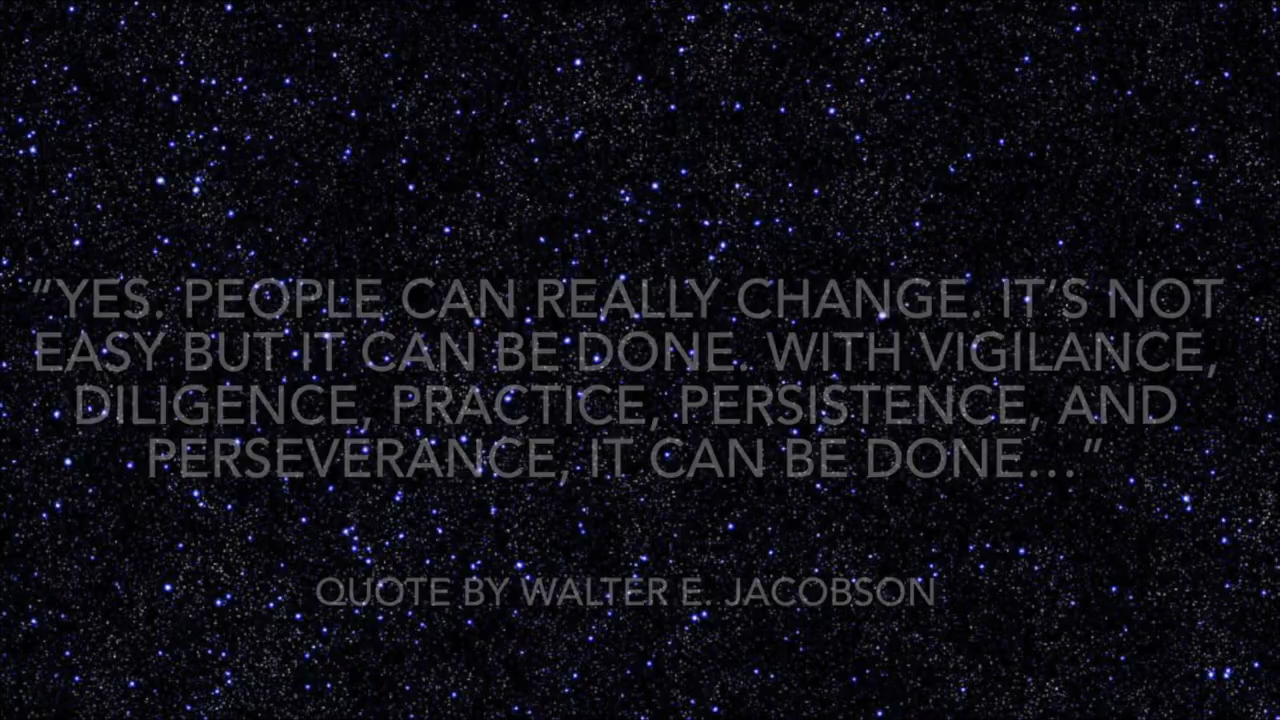 “YES. PEOPLE CAN REALLY CHANGE. IT’S NOT
EASY BUT IT CAN BE DONE. WITH VIGILANCE,
DILIGENCE, PRACTICE, PERSISTENCE, AND
PERSEVERANCE, IT CAN BE DONE…”
QUOTE BY WALTER E. JACOBSON